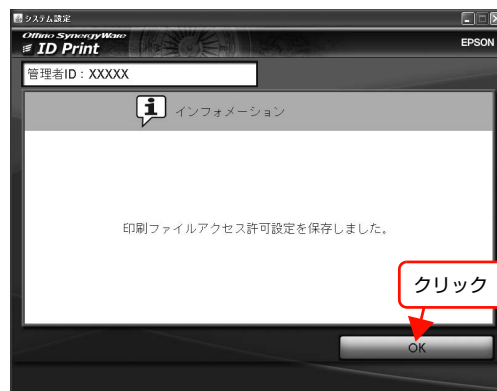 システム設定
Offirio SynergyWare
ID Print
EPSON
管理者ID：XXXXX
インフォメーション
印刷ファイルアクセス許可設定を保存しました。
クリック
OK